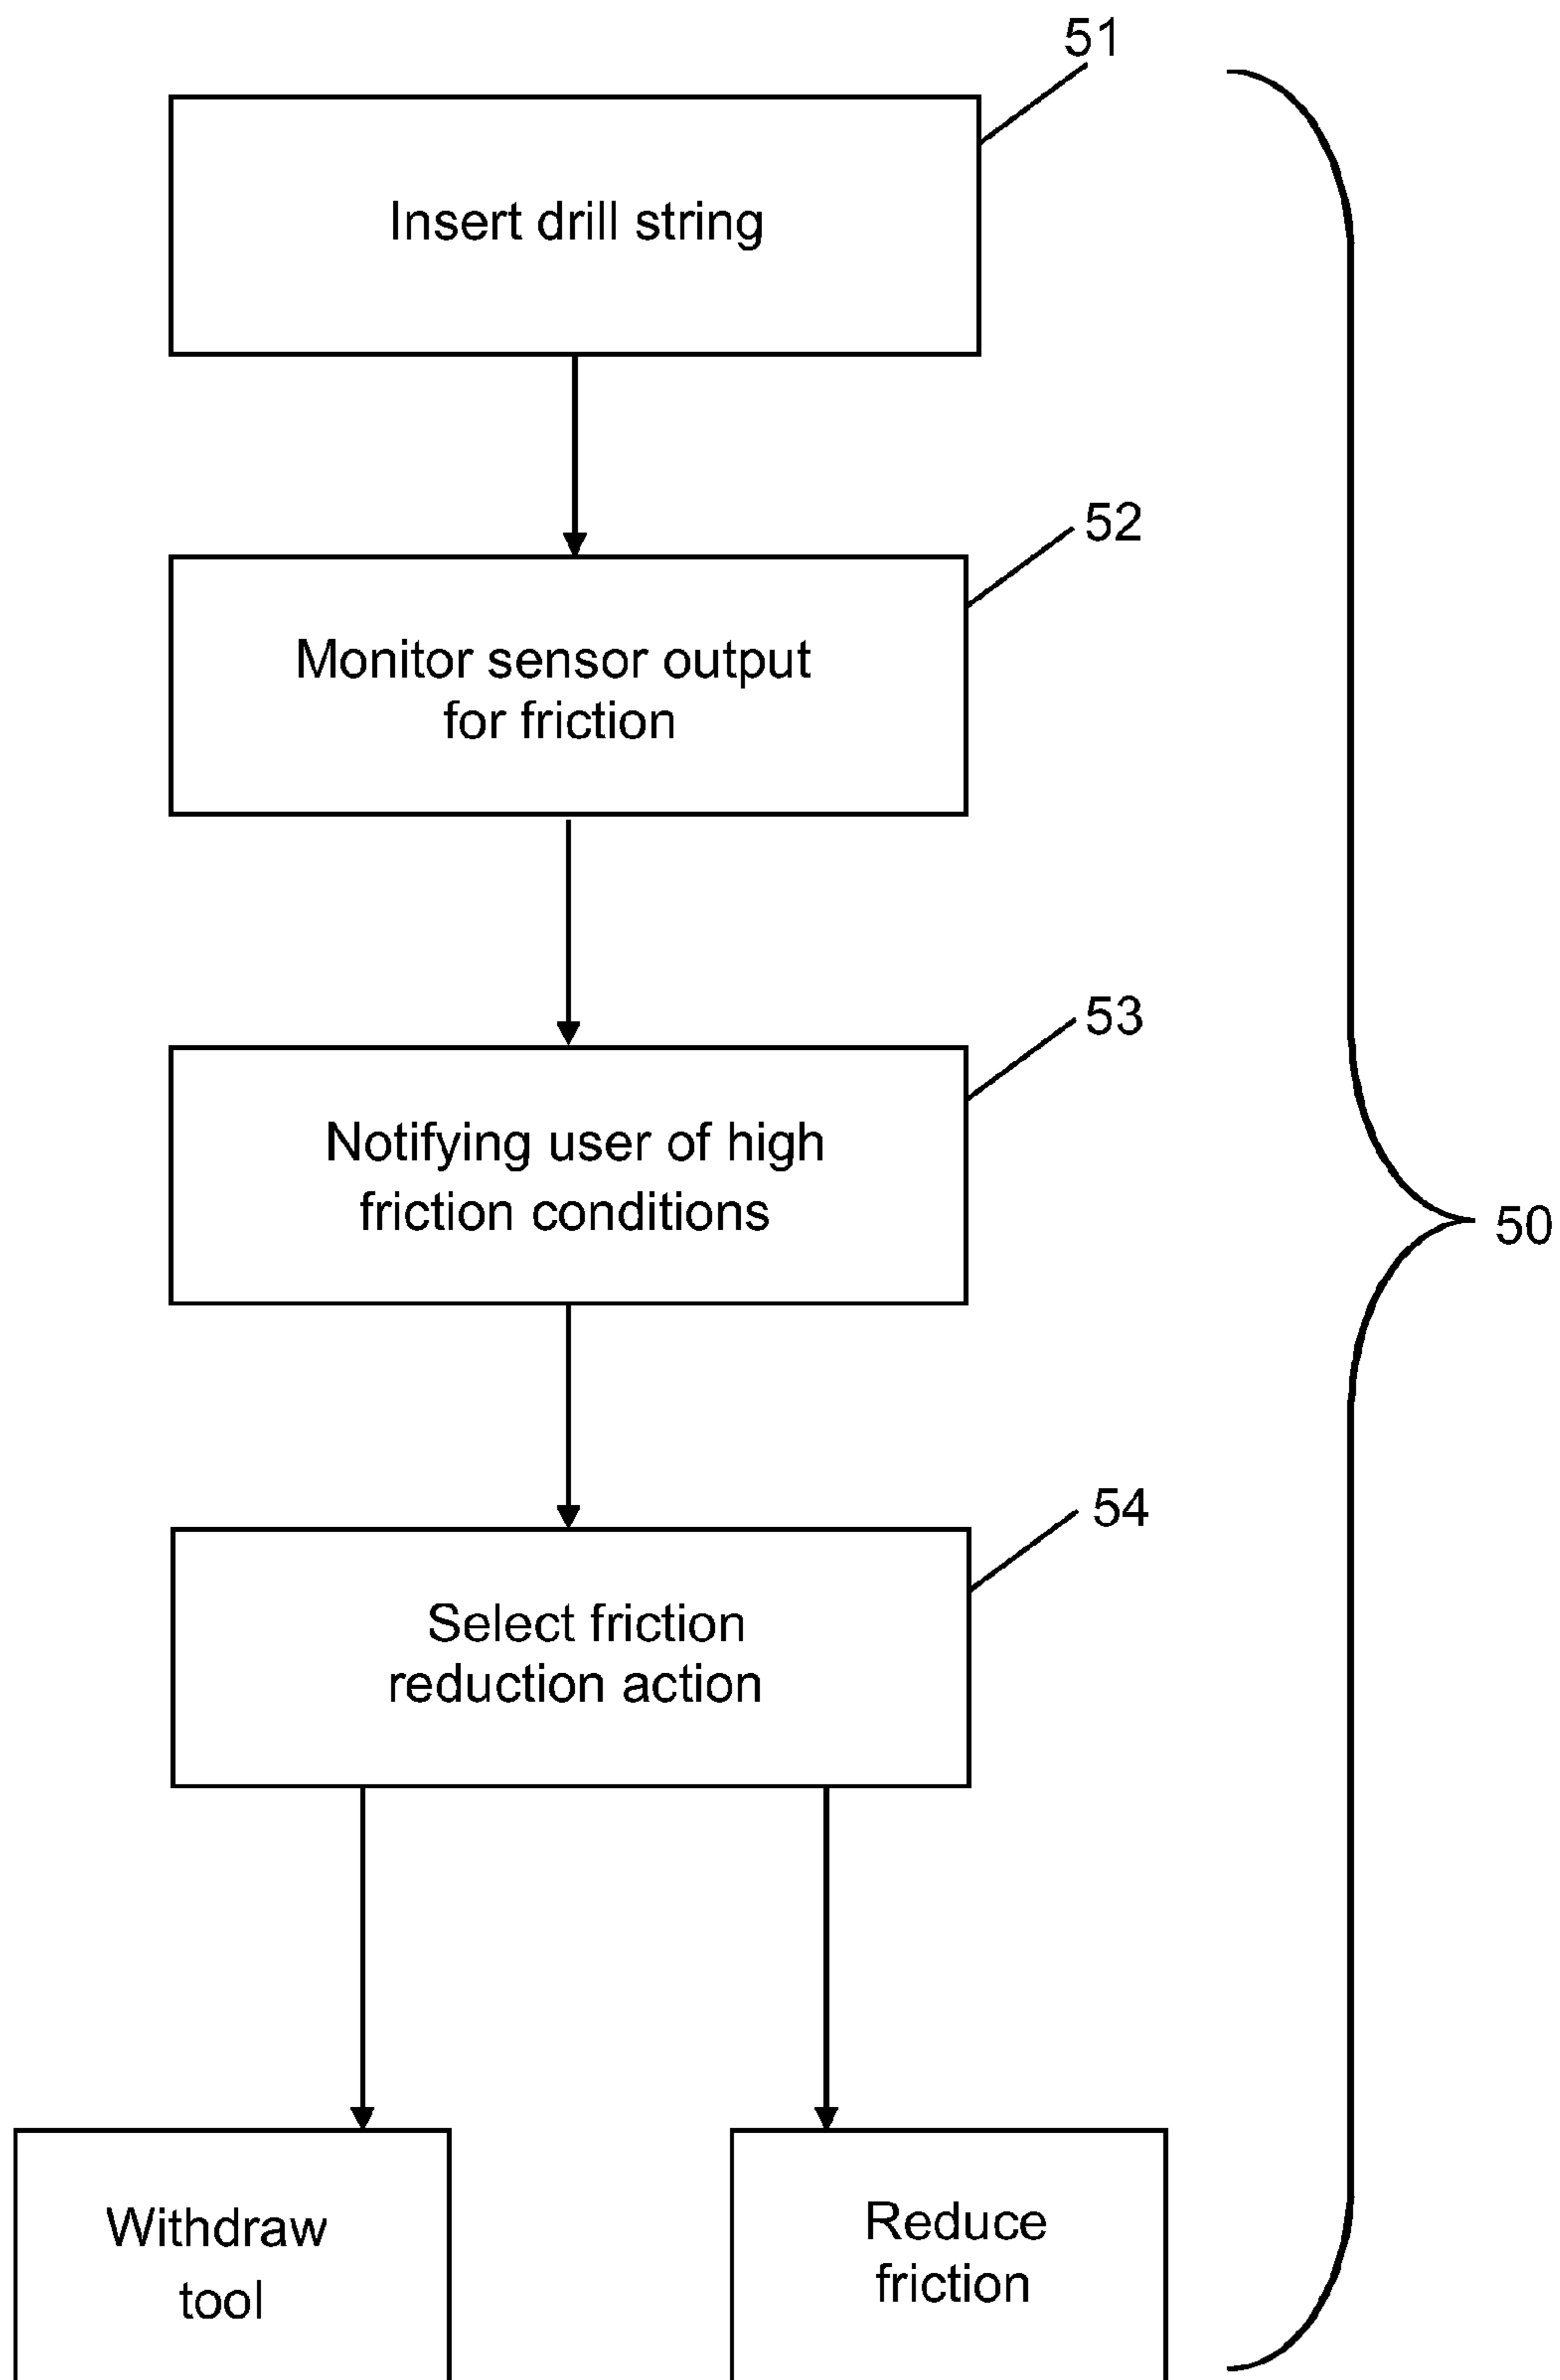 51
Insert drill string
52
Monitor sensor output
for friction
53
Notifying user of high
friction conditions
50
54
Select friction
reduction action
Withdraw
tool
Reduce
friction